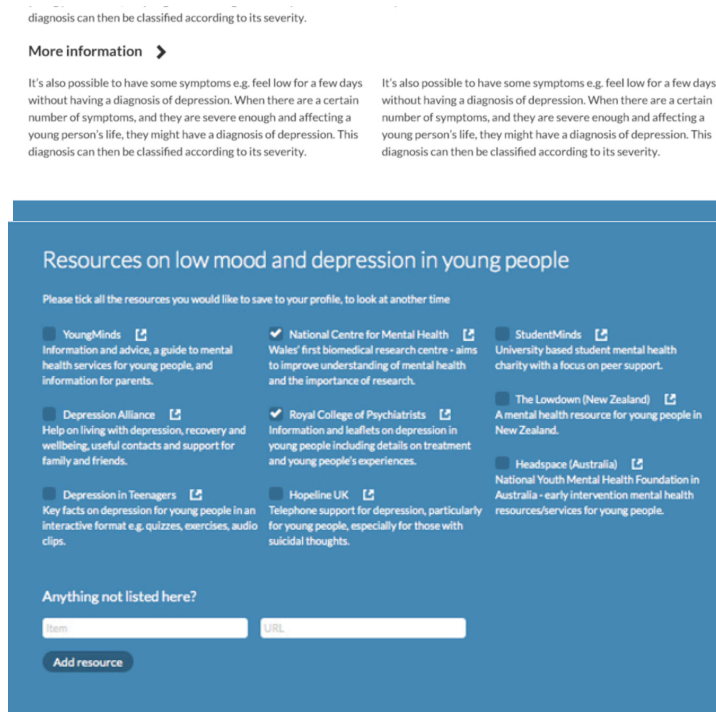 diagnosis can then be classified according to its severity.
More information
It's also possible to have some symptoms e.g. feel low for a few days
without having a diagnosis of depression. When there are a certain
number of symptoms, and they are severe enough and affecting a
young person's life, they might have a diagnosis of depression. This
diagnosis can then be classified according to its severity.
It's also possible to have some symptoms e.g. feel low for a few days
without having a diagnosis of depression. When there are a certain
number of symptoms, and they are severe enough and affecting a
young person's life, they might have a diagnosis of depression. This
diagnosis can then be classified according to its severity.
Resources on low mood and depression in young people
Please tick all the resources you would like to save to your profile, to look at another time
YoungMinds
Information and advice, a guide to mental
health services for young people, and
information for parents.
Depression Alliance
Help on living with depression, recovery and
wellbeing, useful contacts and support for
family and friends.
Depression in Teenagers
Key facts on depression for young people in an
interactive format e.g. quizzes, exercises, audio
clips.
National Centre for Mental Health
Wales' first biomedical research centre - aims
to improve understanding of mental health
and the importance of research.
Royal College of Psychiatrists
Information and leaflets on depression in
young people including details on treatment
and young people's experiences.
Hopeline UK
Telephone support for depression, particularly
for young people, especially for those with
suicidal thoughts.
StudentMinds
University based student mental health
charity with a focus on peer support.
The Lowdown (New Zealand)
A mental health resource for young people in
New Zealand.
Headspace (Australia)
National Youth Mental Health Foundation in
Australia - early intervention mental health
resources/services for young people.
Anything not listed here?
Item
URL
Add resource